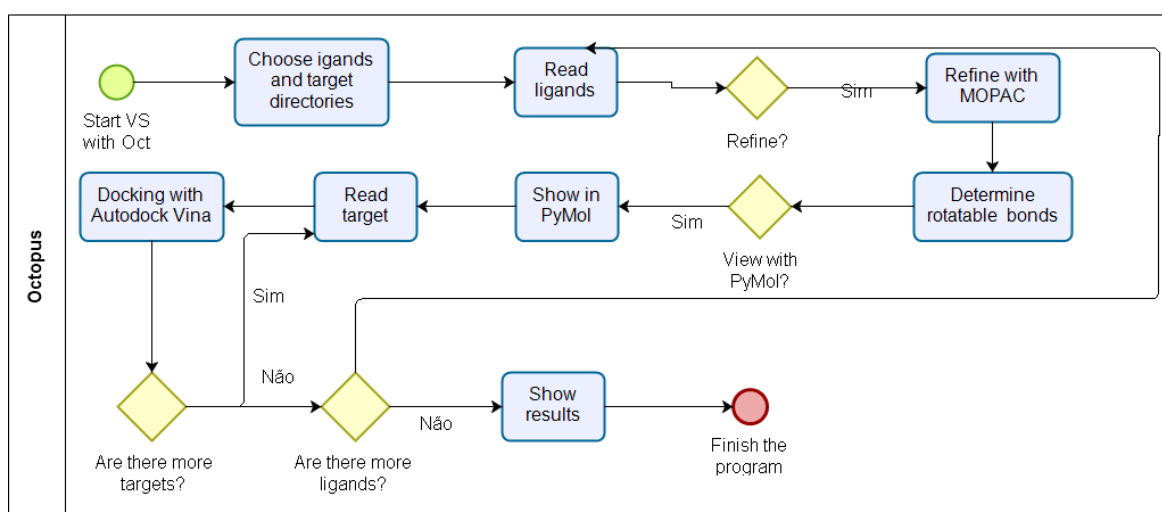 Octopus
Start VS
with Oct
Choose igands
and target
directories
Read
ligands
Refine?
Sim
Refine with
MOPAC
Determine
rotatable bonds
View with
PyMol?
Sim
Show in
PyMol
Read
target
Docking with
Autodock Vina
Are there more
targets?
Sim
Não
Are there more
ligands?
Não
Show
results
Finish the
program